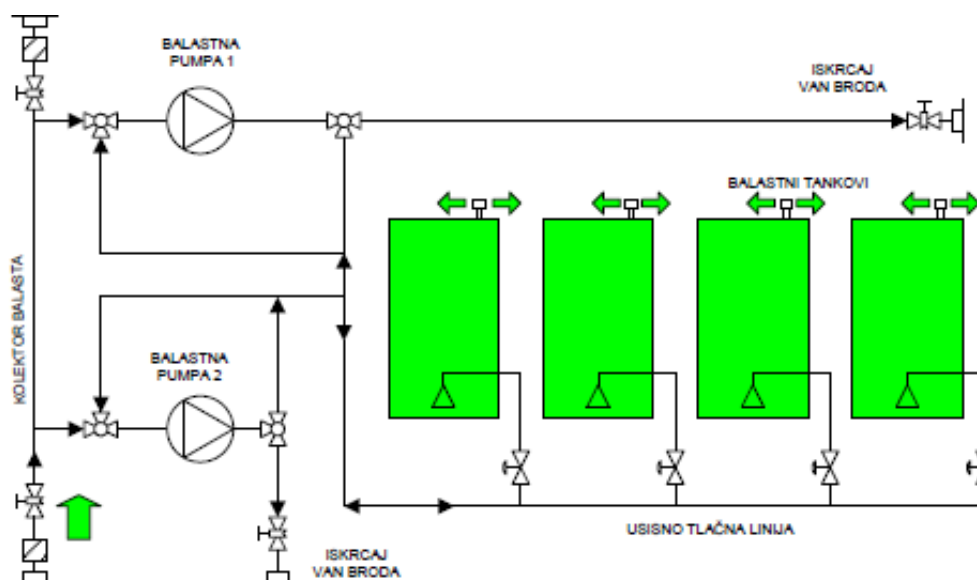 BALASTNA
PUMPA 1
ISKRCAJ
VAN BRODA
BALASTNI TANKOVI
KOLEKTOR BALASTA
BALASTNA
PUMPA 2
USISNO TLAČNA LINIJA
ISKRCAJ
VAN BRODA